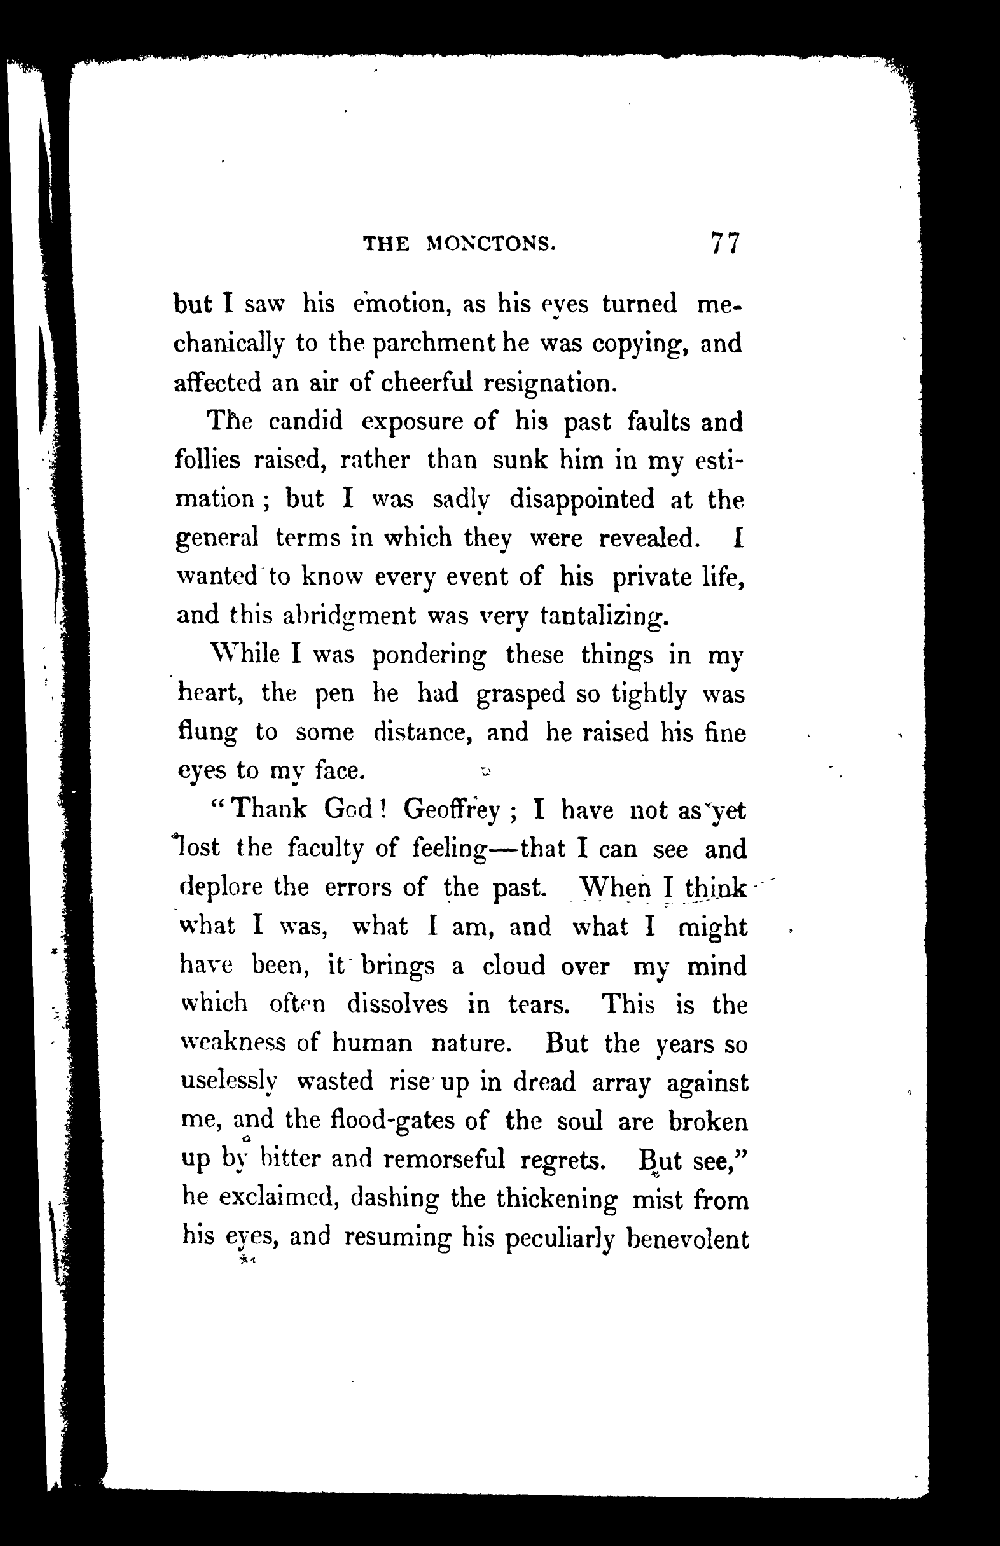 THE MONCTONS. 77
but I saw his emotion, as his eyes turned me-
chanically to the parchment he was copying, and
affected an air of cheerful resignation.
The candid exposure of his past faults and
follies raised, rather than sunk him in my esti-
mation ; but I was sadly disappointed at the
general terms in which they were revealed. I
wanted to know every event of his private life,
and this abridgment was very tantalizing.
While I was pondering these things in my
heart, the pen he had grasped so tightly was
flung to some distance, and he raised his fine
eyes to my face.
“Thank God! Geoffrey ; I have not as yet
lost the faculty of feeling—that I can see and
deplore the errors of the past. When I think
what I was, what I am, and what I might
have been, it brings a cloud over my mind
which often dissolves in tears. This is the
weakness of human nature. But the years so
uselessly wasted rise up in dread array against
me, and the flood-gates of the soul are broken
up by bitter and remorseful regrets. But see,”
he exclaimed, dashing the thickening mist from
his eyes, and resuming his peculiarly benevolent